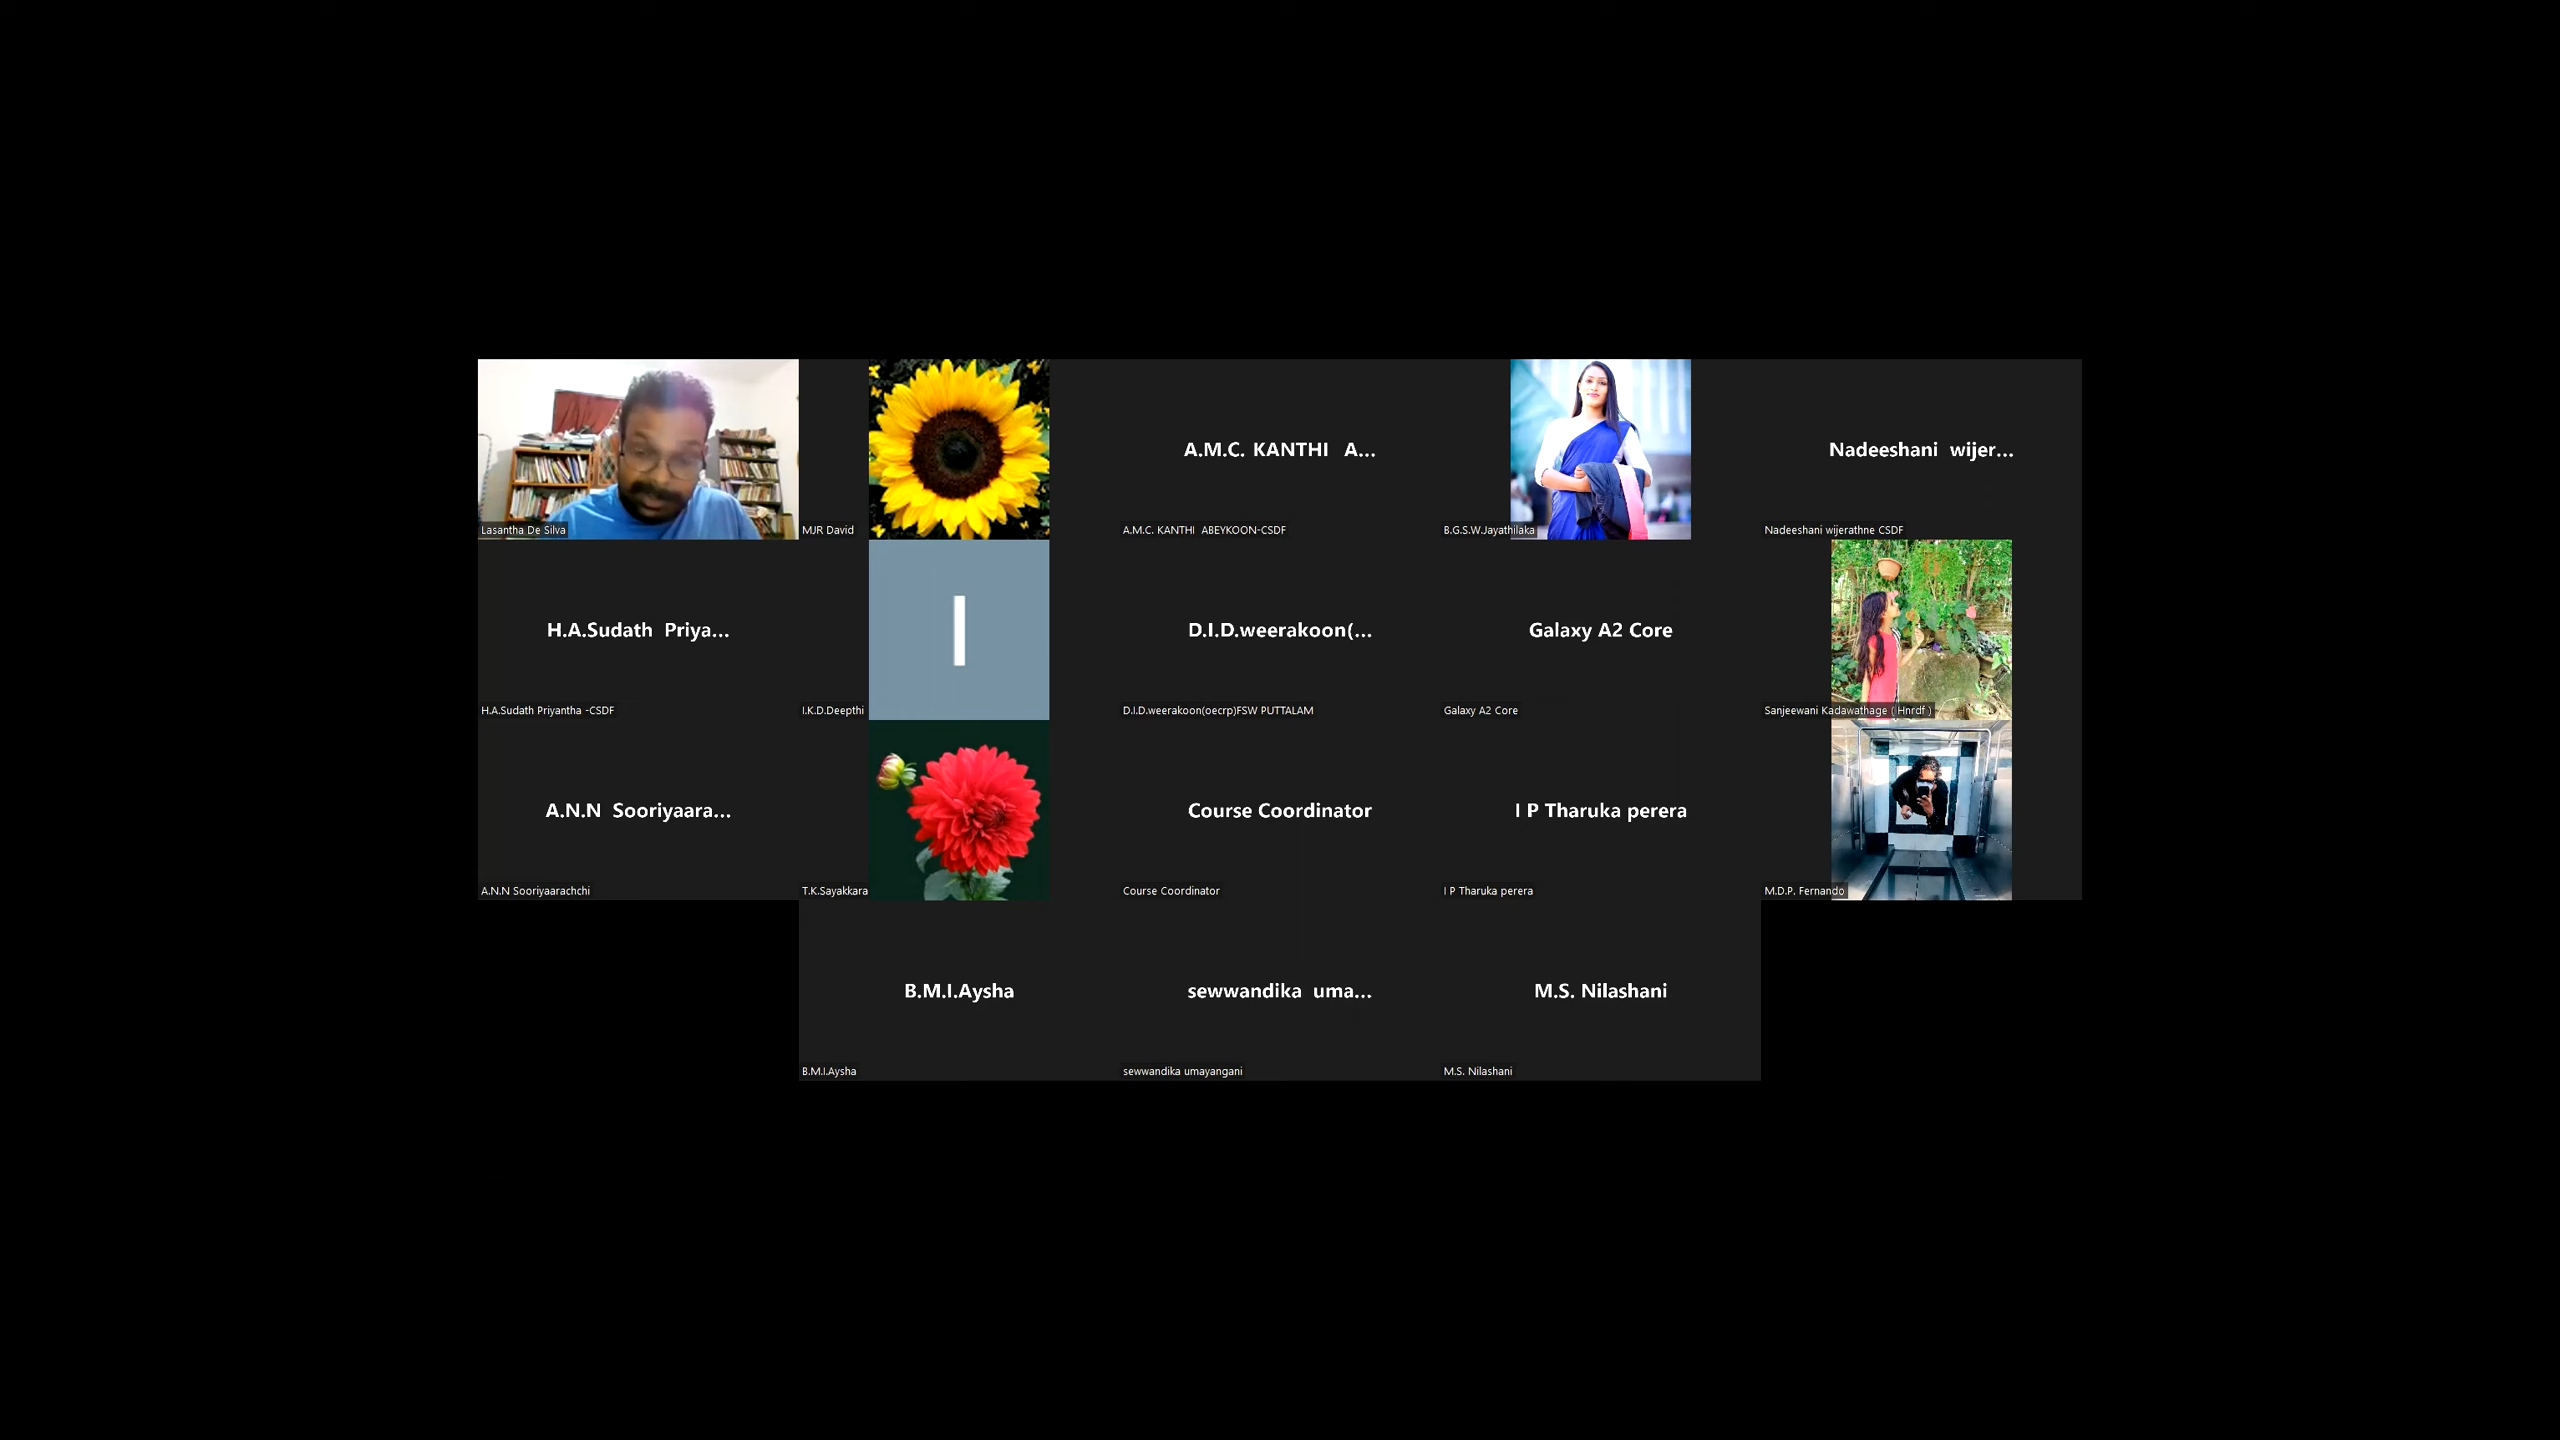 Lasantha De Silva
MJR David
A.M.C. KANTHI A...
A.M.C. KANTHI ABEYKOON-CSDF
B.G.S.W.Jayathilaka
Nadeeshani wijer...
Nadeeshani wijerathne CSDF
H.A.Sudath Priya...
H.A.Sudath Priyantha -CSDF
I
I.K.D.Deepthi
D.I.D.weerakoon(...
D.I.D.weerakoon(oecrp)FSW PUTTALAM
Galaxy A2 Core
Galaxy A2 Core
Sanjeewani Kadawathage ( Hnrdf )
A.N.N Sooriyaara...
A.N.N Sooriyaarachchi
T.K.Sayakkara
Course Coordinator
Course Coordinator
I P Tharuka perera
I P Tharuka perera
M.D.P. Fernando
B.M.I.Aysha
B.M.I.Aysha
sewwandika uma...
sewwandika umayangani
M.S. Nilashani
M.S. Nilashani